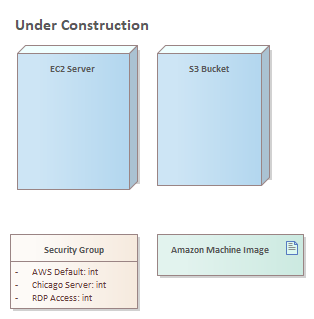 Under Construction
EC2 Server
S3 Bucket
Security Group
- AWS Default: int
- Chicago Server: int
- RDP Access: int
Amazon Machine Image